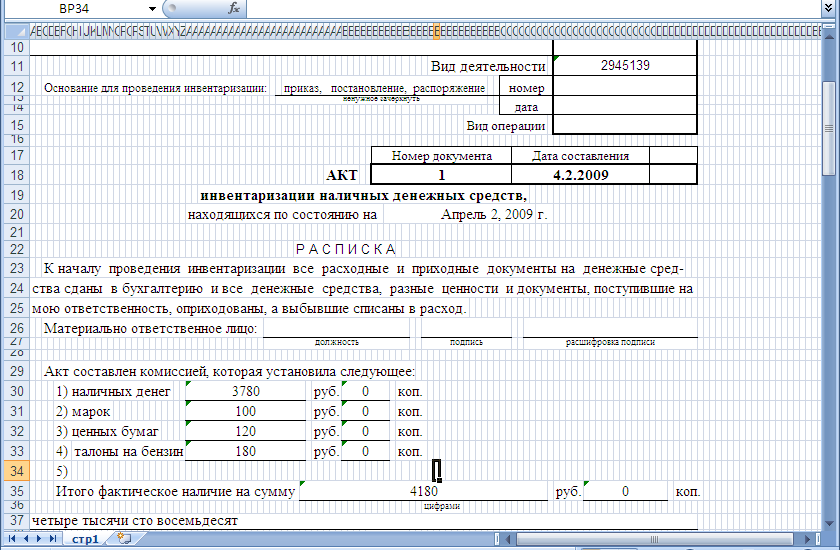 BP34 fx
10
11 Вид деятельности 2945139
12 Основание для проведения инвентаризации: приказ, постановление, распоряжение номер
13 ненужное зачеркнуть
14 дата
15 Вид операции
16
17 Номер документа Дата составления
18 АКТ 1 4.2.2009
19 инвентаризации наличных денежных средств,
20 находящихся по состоянию на Апрель 2, 2009 г.
21
22 Р А С П И С К А
23 К началу проведения инвентаризации все расходные и приходные документы на денежные сред-
24 ства сданы в бухгалтерию и все денежные средства, разные ценности и документы, поступившие на
25 мою ответственность, оприходованы, а выбывшие списаны в расход.
26 Материально ответственное лицо:
27 должность подпись расшифровка подписи
28
29 Акт составлен комиссией, которая установила следующее:
30 1) наличных денег 3780 руб. 0 коп.
31 2) марок 100 руб. 0 коп.
32 3) ценных бумаг 120 руб. 0 коп.
33 4) талоны на бензин 180 руб. 0 коп.
34 5)
35 Итого фактическое наличие на сумму 4180 руб. 0 коп.
36 цифрами
37 четыре тысячи сто восемьдесят
стр1